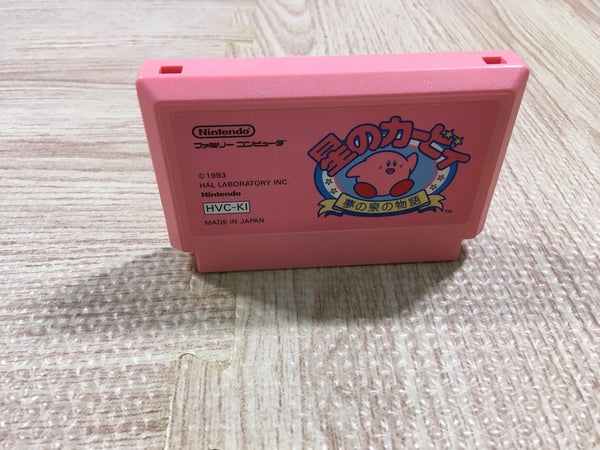 Nintendo
ファミリー コンピュータ
©1993
HAL LABORATORY INC.
Nintendo
HVC-KI
MADE IN JAPAN
星のカービィ
夢の泉の物語
TM